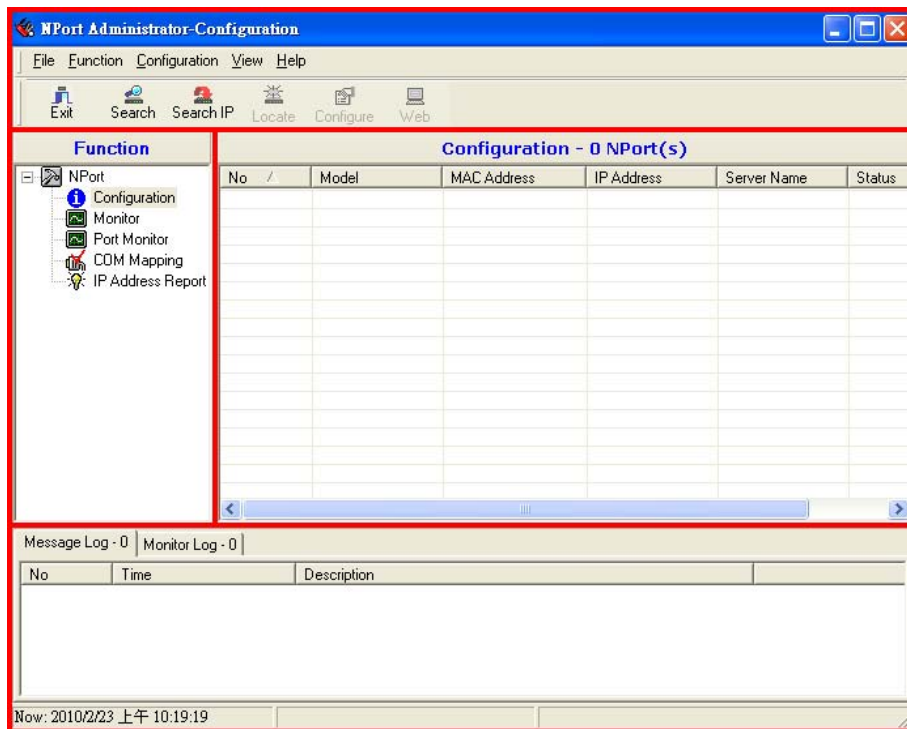 NPort Administrator-Configuration
File Function Configuration View Help
Exit Search Search IP Locate Configure Web
Function
Configuration - 0 NPort(s)
NPort
Configuration
Monitor
Port Monitor
COM Mapping
IP Address Report
No Model MAC Address IP Address Server Name Status
Message Log - 0 Monitor Log - 0
No Time Description
Now: 2010/2/23 上午 10:19:19